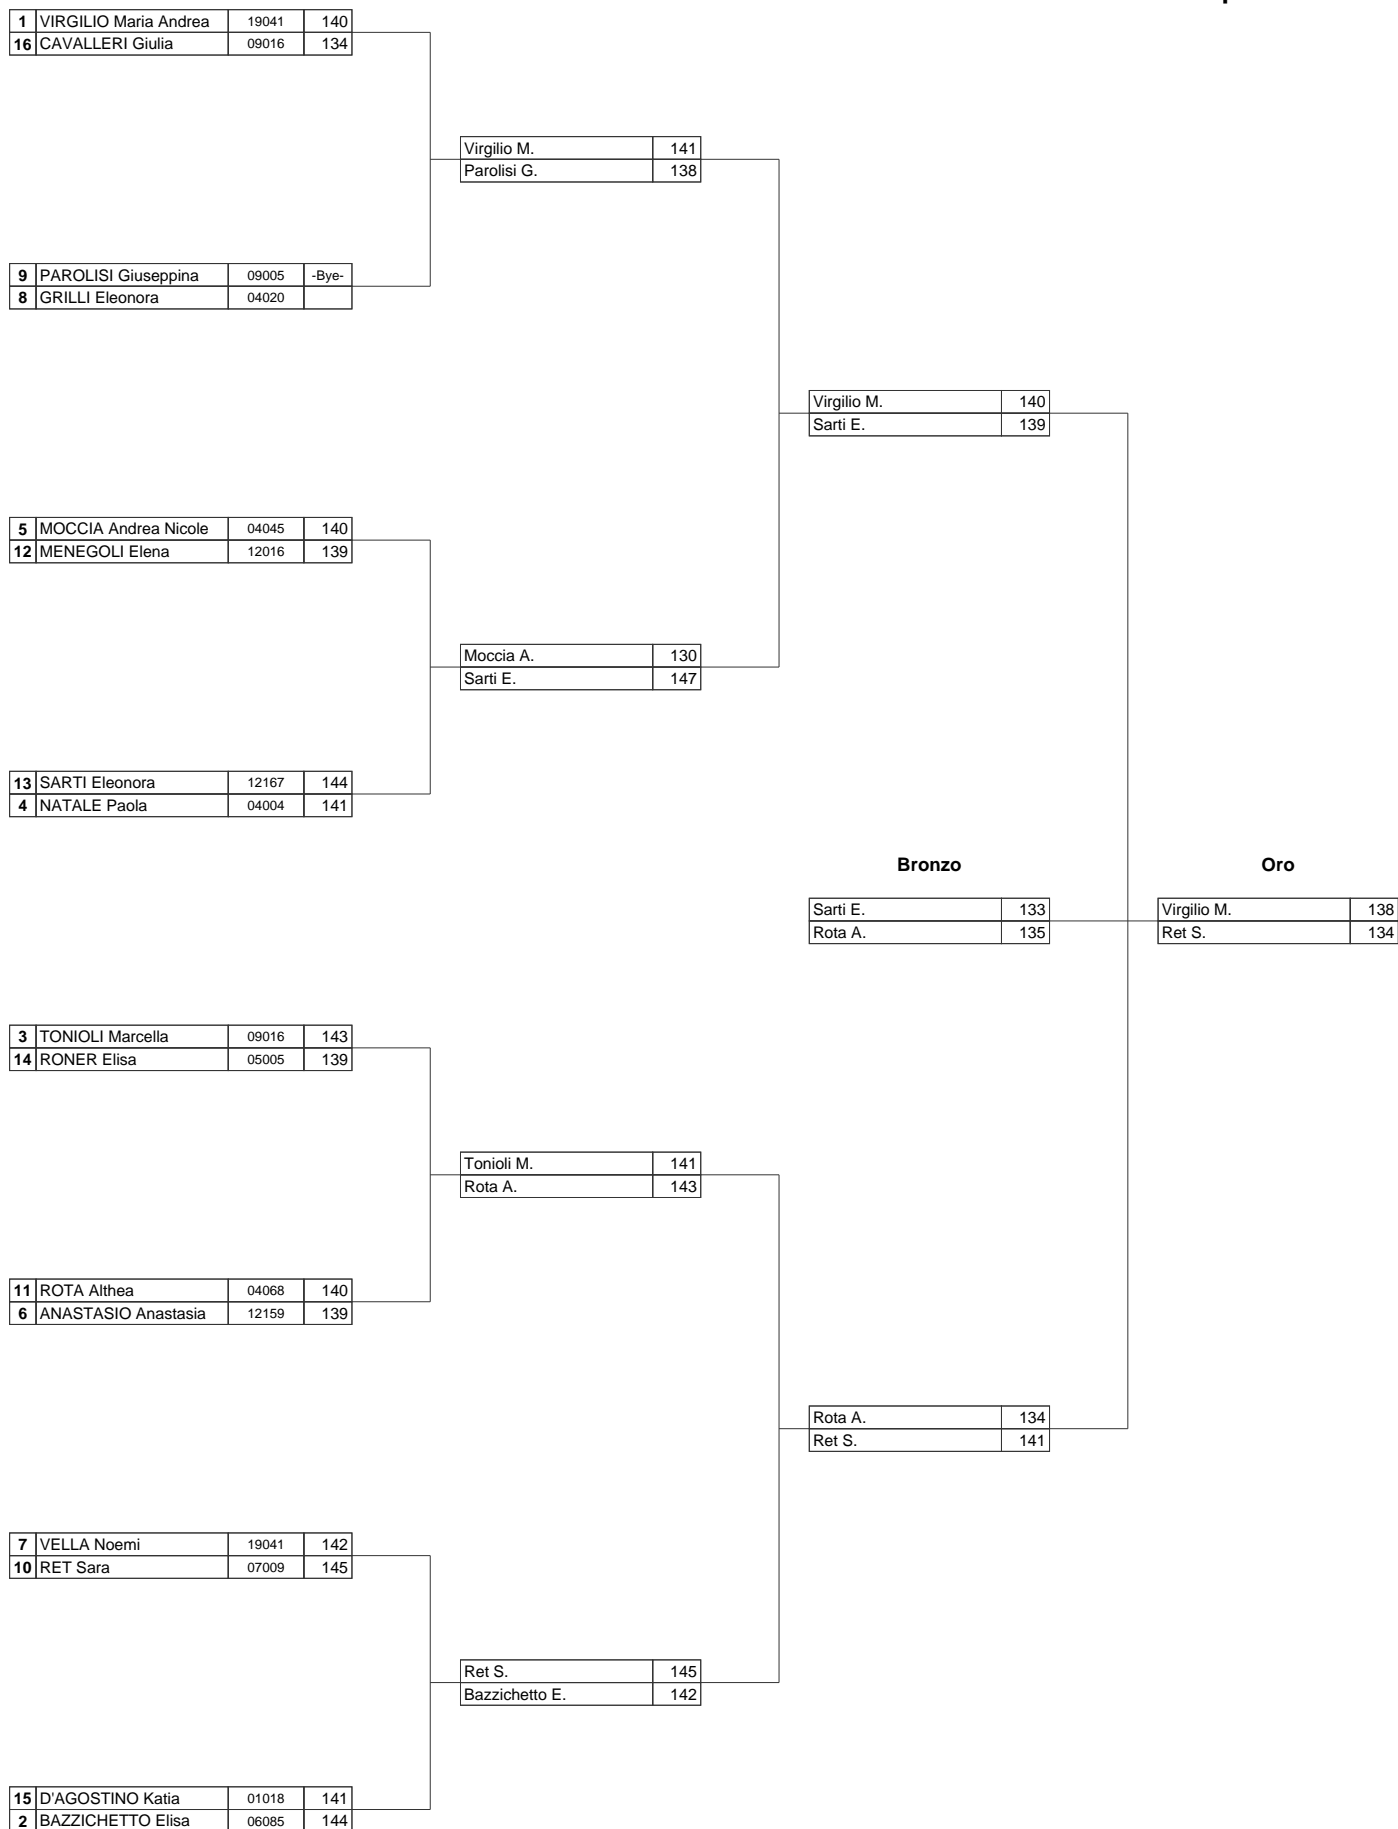 1 VIRGILIO Maria Andrea 19041 140
16 CAVALLERI Giulia 09016 134
Virgilio M. 141
Parolisi G. 138
9 PAROLISI Giuseppina 09005 -Bye-
8 GRILLI Eleonora 04020
Virgilio M. 140
Sarti E. 139
5 MOCCIA Andrea Nicole 04045 140
12 MENEGOLI Elena 12016 139
Moccia A. 130
Sarti E. 147
13 SARTI Eleonora 12167 144
4 NATALE Paola 04004 141
Bronzo Oro
Sarti E. 133 Virgilio M. 138
Rota A. 135 Ret S. 134
3 TONIOLI Marcella 09016 143
14 RONER Elisa 05005 139
Tonioli M. 141
Rota A. 143
11 ROTA Althea 04068 140
6 ANASTASIO Anastasia 12159 139
Rota A. 134
Ret S. 141
7 VELLA Noemi 19041 142
10 RET Sara 07009 145
Ret S. 145
Bazzichetto E. 142
15 D'AGOSTINO Katia 01018 141
2 BAZZICHETTO Elisa 06085 144